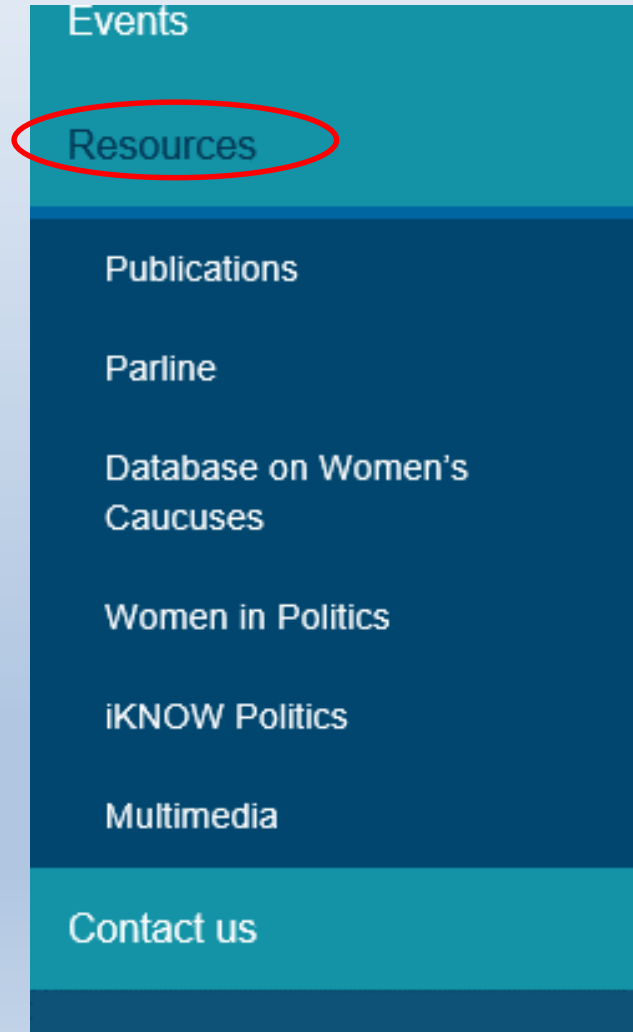 Events
Resources
Publications
Parline
Database on Women's
Caucuses
Women in Politics
iKNOW Politics
Multimedia
Contact us